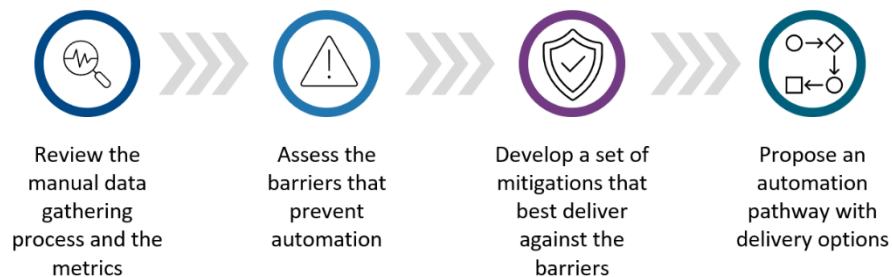 Review the
manual data
gathering
process and the
metrics
Assess the
barriers that
prevent
automation
Develop a set of
mitigations that
best deliver
against the
barriers
Propose an
automation
pathway with
delivery options